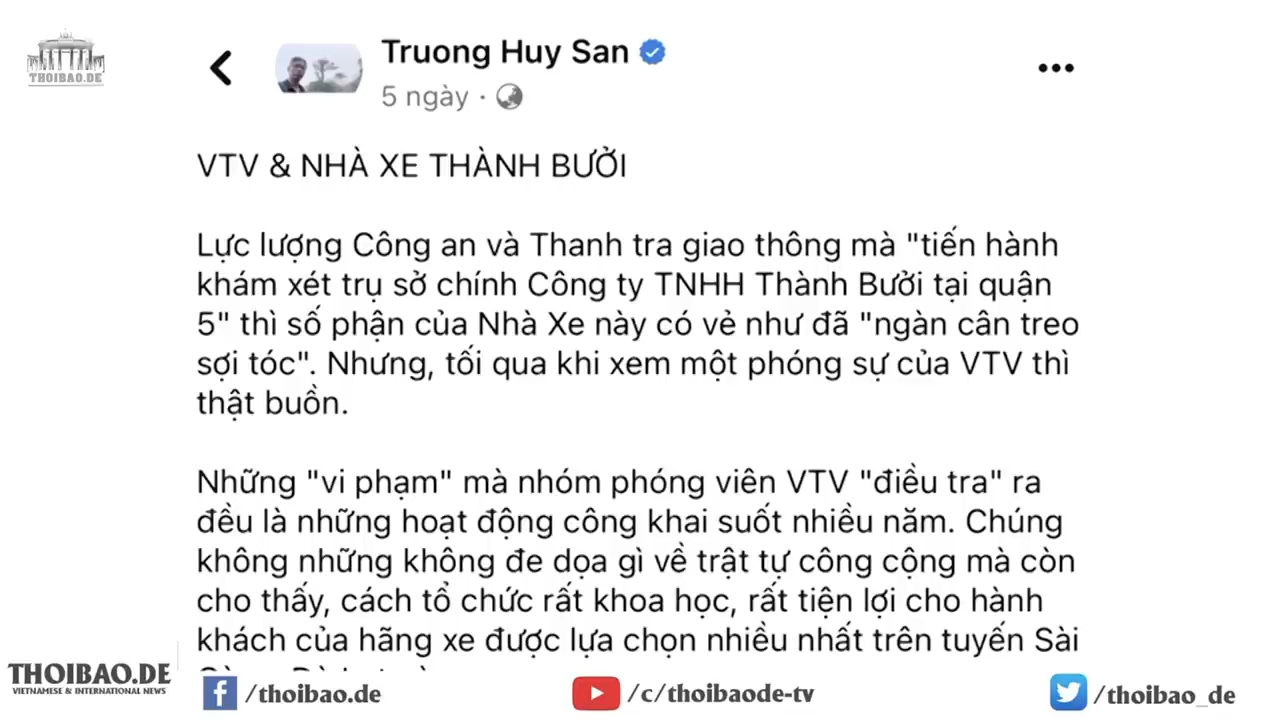 THOIBAO.DE
Truong Huy San
5 ngày ·
VTV & NHÀ XE THÀNH BƯỞI
Lực lượng Công an và Thanh tra giao thông mà "tiến hành
khám xét trụ sở chính Công ty TNHH Thành Bưởi tại quận
5" thì số phận của Nhà Xe này có vẻ như đã "ngàn cân treo
sợi tóc". Nhưng, tối qua khi xem một phóng sự của VTV thì
thật buồn.
Những "vi phạm" mà nhóm phóng viên VTV "điều tra" ra
đều là những hoạt động công khai suốt nhiều năm. Chúng
không những không đe dọa gì về trật tự công cộng mà còn
cho thấy, cách tổ chức rất khoa học, rất tiện lợi cho hành
khách của hãng xe được lựa chọn nhiều nhất trên tuyến Sài
THOIBAO.DE
VIETNAMESE & INTERNATIONAL NEWS
/thoibao.de
/c/thoibaode-tv
/thoibao_de